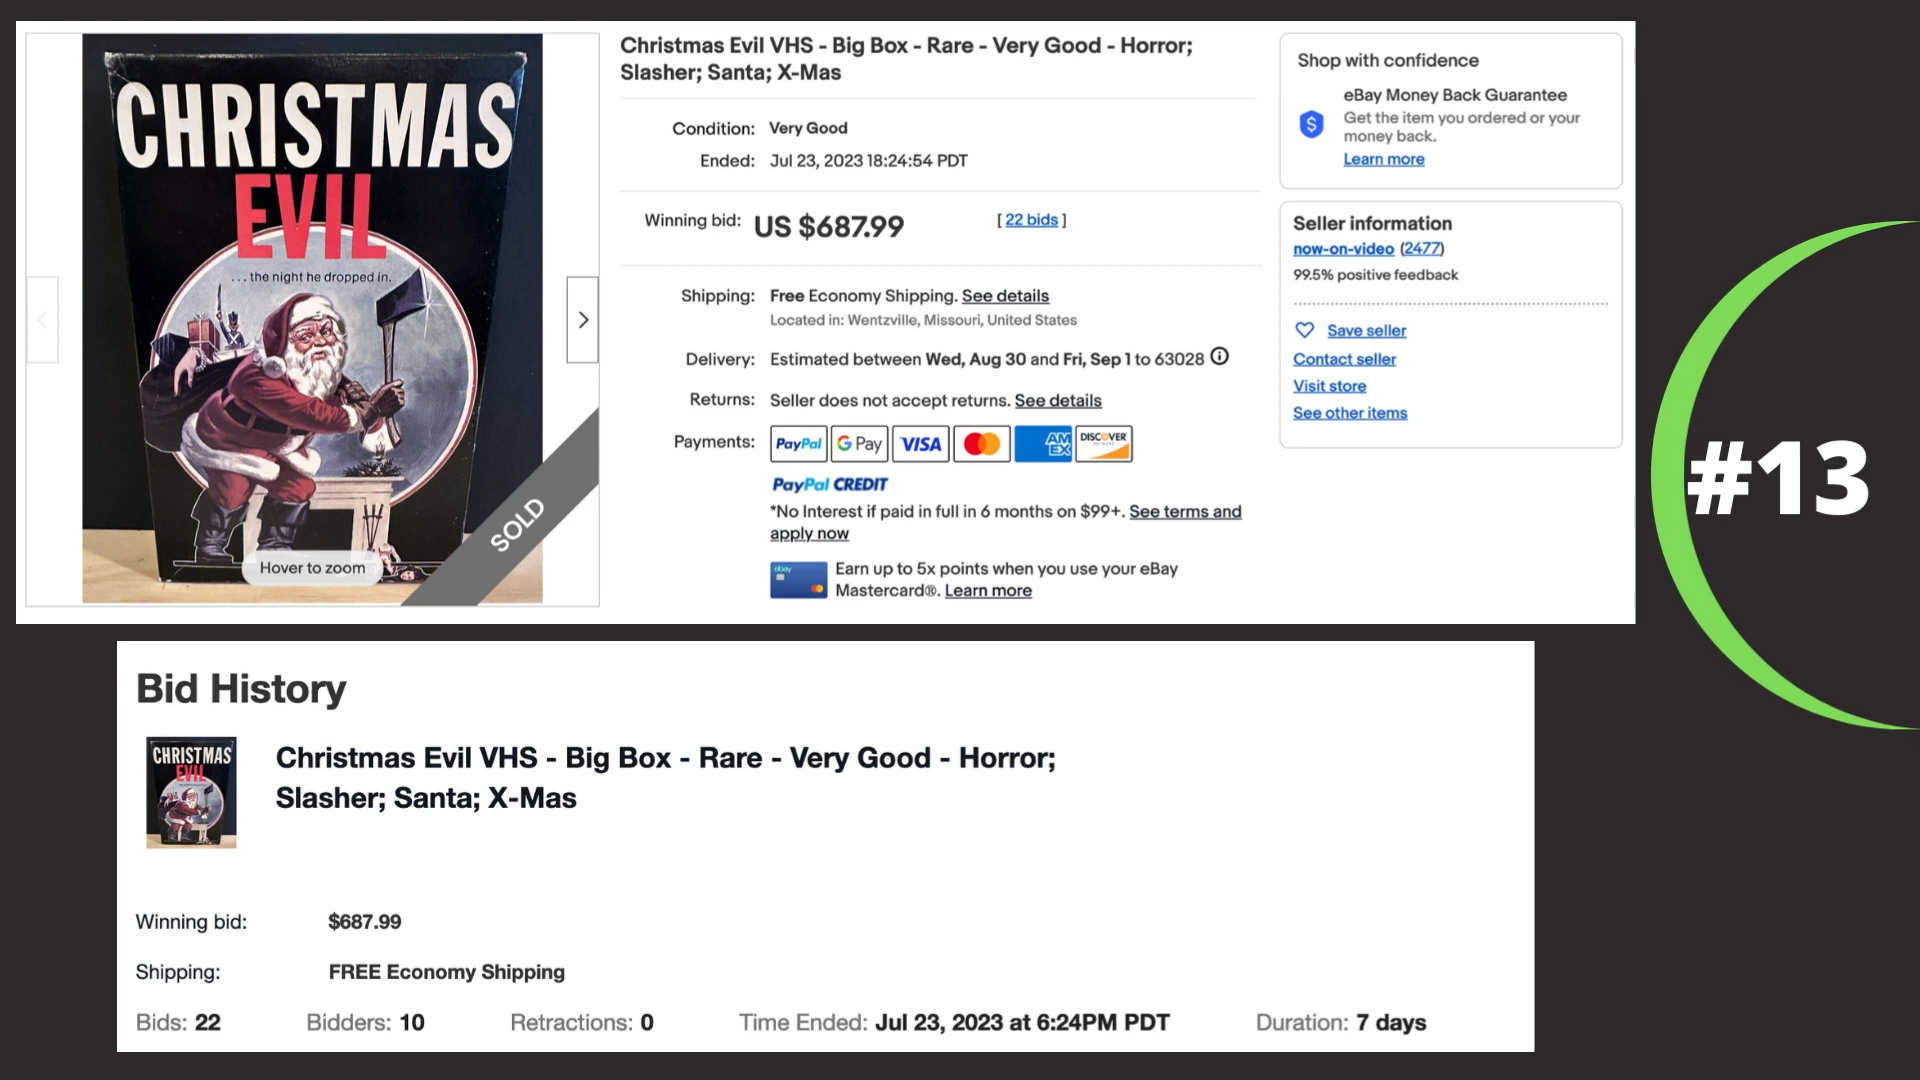 CHRISTMAS
EVIL
...the night he dropped in.
Hover to zoom
SOLD
Christmas Evil VHS - Big Box - Rare - Very Good - Horror;
Slasher; Santa; X-Mas
Condition: Very Good
Ended: Jul 23, 2023 18:24:54 PDT
Winning bid: US $687.99 [ 22 bids ]
Shipping: Free Economy Shipping. See details
Located in: Wentzville, Missouri, United States
Delivery: Estimated between Wed, Aug 30 and Fri, Sep 1 to 63028
Returns: Seller does not accept returns. See details
Payments: PayPal G Pay VISA AM EX DISCOVER
PayPal CREDIT
*No Interest if paid in full in 6 months on $99+. See terms and
apply now
ebay
Earn up to 5x points when you use your eBay
Mastercard®. Learn more
Shop with confidence
eBay Money Back Guarantee
Get the item you ordered or your
money back.
Learn more
Seller information
now-on-video (2477)
99.5% positive feedback
Save seller
Contact seller
Visit store
See other items
#13
Bid History
CHRISTMAS
EVIL
Christmas Evil VHS - Big Box - Rare - Very Good - Horror;
Slasher; Santa; X-Mas
Winning bid: $687.99
Shipping: FREE Economy Shipping
Bids: 22 Bidders: 10 Retractions: 0 Time Ended: Jul 23, 2023 at 6:24PM PDT Duration: 7 days